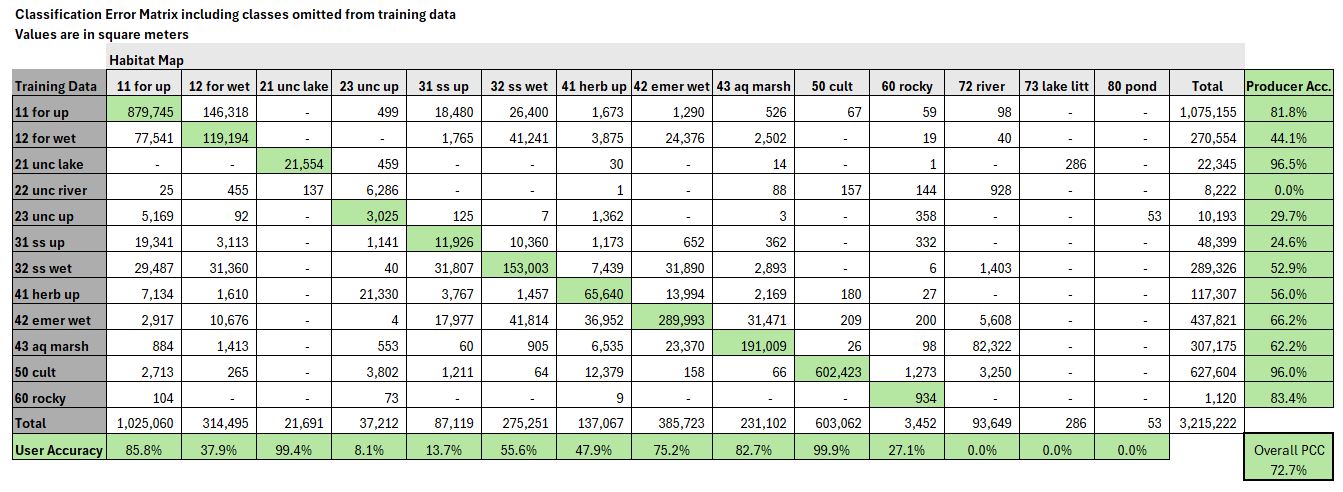 Classification Error Matrix including classes omitted from training data
Values are in square meters
Habitat Map
Training Data 11 for up 12 for wet 21 unc lake 23 unc up 31 ss up 32 ss wet 41 herb up 42 emer wet 43 aq marsh 50 cult 60 rocky 72 river 73 lake litt 80 pond Total Producer Acc.
11 for up 879,745 146,318 - 499 18,480 26,400 1,673 1,290 526 67 59 98 - - 1,075,155 81.8%
12 for wet 77,541 119,194 - - 1,765 41,241 3,875 24,376 2,502 - 19 40 - - 270,554 44.1%
21 unc lake - - 21,554 459 - - 30 - 14 - 1 - 286 - 22,345 96.5%
22 unc river 25 455 137 6,286 - - 1 - 88 157 144 928 - - 8,222 0.0%
23 unc up 5,169 92 - 3,025 125 7 1,362 - 3 - 358 - - 53 10,193 29.7%
31 ss up 19,341 3,113 - 1,141 11,926 10,360 1,173 652 362 - 332 - - - 48,399 24.6%
32 ss wet 29,487 31,360 - 40 31,807 153,003 7,439 31,890 2,893 - 6 1,403 - - 289,326 52.9%
41 herb up 7,134 1,610 - 21,330 3,767 1,457 65,640 13,994 2,169 180 27 - - - 117,307 56.0%
42 emer wet 2,917 10,676 - 4 17,977 41,814 36,952 289,993 31,471 209 200 5,608 - - 437,821 66.2%
43 aq marsh 884 1,413 - 553 60 905 6,535 23,370 191,009 26 98 82,322 - - 307,175 62.2%
50 cult 2,713 265 - 3,802 1,211 64 12,379 158 66 602,423 1,273 3,250 - - 627,604 96.0%
60 rocky 104 - - 73 - - 9 - - - 934 - - - 1,120 83.4%
Total 1,025,060 314,495 21,691 37,212 87,119 275,251 137,067 385,723 231,102 603,062 3,452 93,649 286 53 3,215,222
User Accuracy 85.8% 37.9% 99.4% 8.1% 13.7% 55.6% 47.9% 75.2% 82.7% 99.9% 27.1% 0.0% 0.0% 0.0% Overall PCC
72.7%